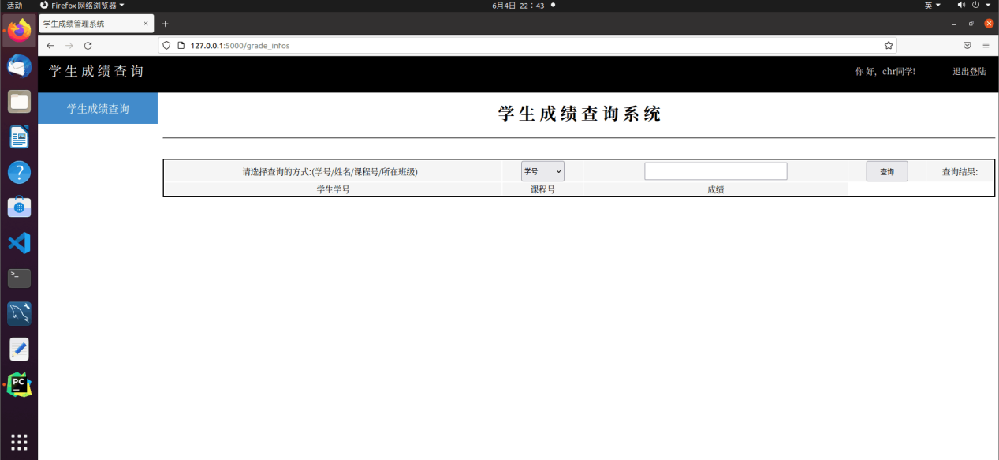 活动 Firefox 网络浏览器 6月4日 22：43 英
学生成绩管理系统
127.0.0.1:5000/grade_infos
学生成绩查询 你 好， chr同学! 退出登陆
学生成绩查询
学生成绩查询系统
请选择查询的方式:(学号/姓名/课程号/所在班级) 学号 查询 查询结果:
学生学号 课程号 成绩
PC